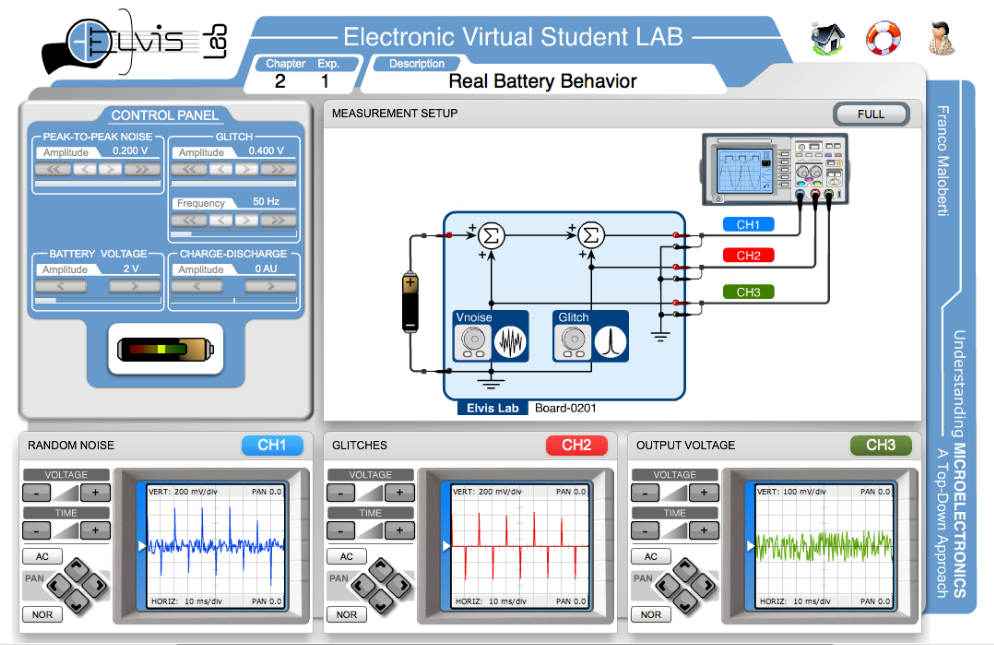 ELVIS Lab
Electronic Virtual Student LAB
Chapter Exp. Description
2 1 Real Battery Behavior
CONTROL PANEL
PEAK-TO-PEAK NOISE
Amplitude 0.200 V
<< < > >>
GLITCH
Amplitude 0.400 V
<< < > >>
Frequency 50 Hz
<< < > >>
BATTERY VOLTAGE
Amplitude 2 V
< >
CHARGE-DISCHARGE
Amplitude 0 AU
< >
+
MEASUREMENT SETUP
FULL
CH1
CH2
CH3
+ Σ + Σ
+ +
+
Vnoise
Glitch
Elvis Lab Board-0201
Franco Maloberti
Understanding MICROELECTRONICS
A Top-Down Approach
RANDOM NOISE CH1
VOLTAGE
- +
TIME
- +
AC
PAN
NOR
VERT: 200 mV/div PAN 0.0
HORIZ: 10 ms/div PAN 0.0
GLITCHES CH2
VOLTAGE
- +
TIME
- +
AC
PAN
NOR
VERT: 200 mV/div PAN 0.0
HORIZ: 10 ms/div PAN 0.0
OUTPUT VOLTAGE CH3
VOLTAGE
- +
TIME
- +
AC
PAN
NOR
VERT: 100 mV/div PAN 0.0
HORIZ: 10 ms/div PAN 0.0